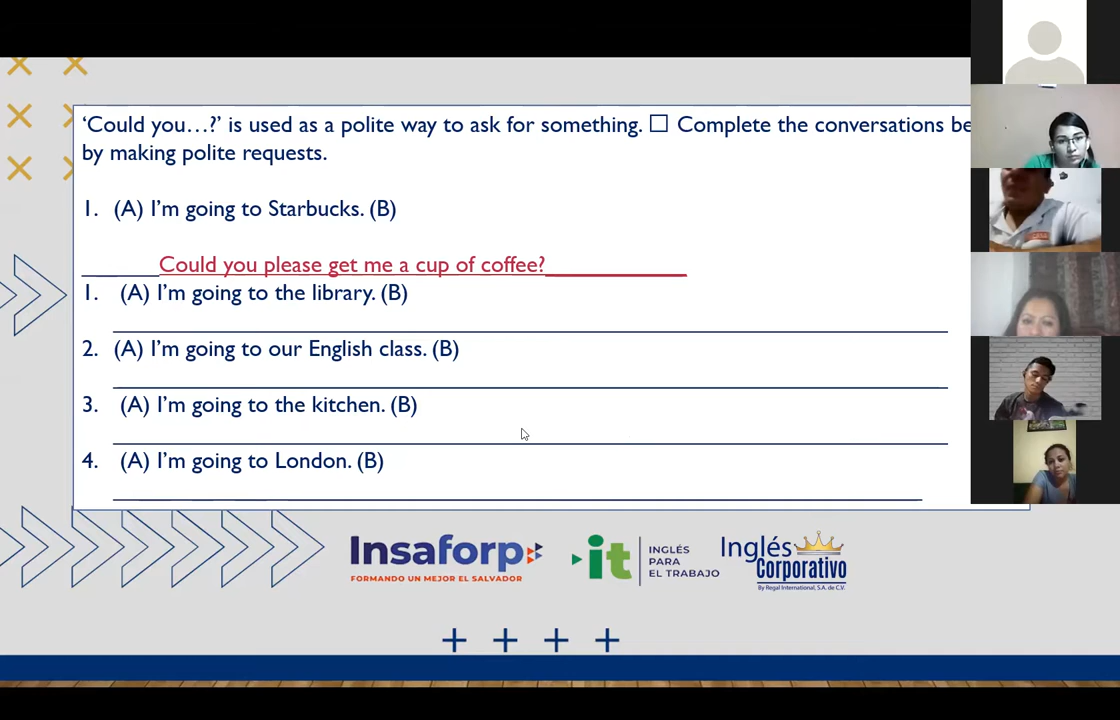 ‘Could you…?’ is used as a polite way to ask for something. ☐ Complete the conversations be
by making polite requests.
1. (A) I’m going to Starbucks. (B)
______Could you please get me a cup of coffee?___________
1. (A) I’m going to the library. (B)
2. (A) I’m going to our English class. (B)
3. (A) I’m going to the kitchen. (B)
4. (A) I’m going to London. (B)
Insaforp
FORMANDO UN MEJOR EL SALVADOR
it
INGLÉS
PARA
EL TRABAJO
Inglés
Corporativo
By Regal International, S.A. de C.V.